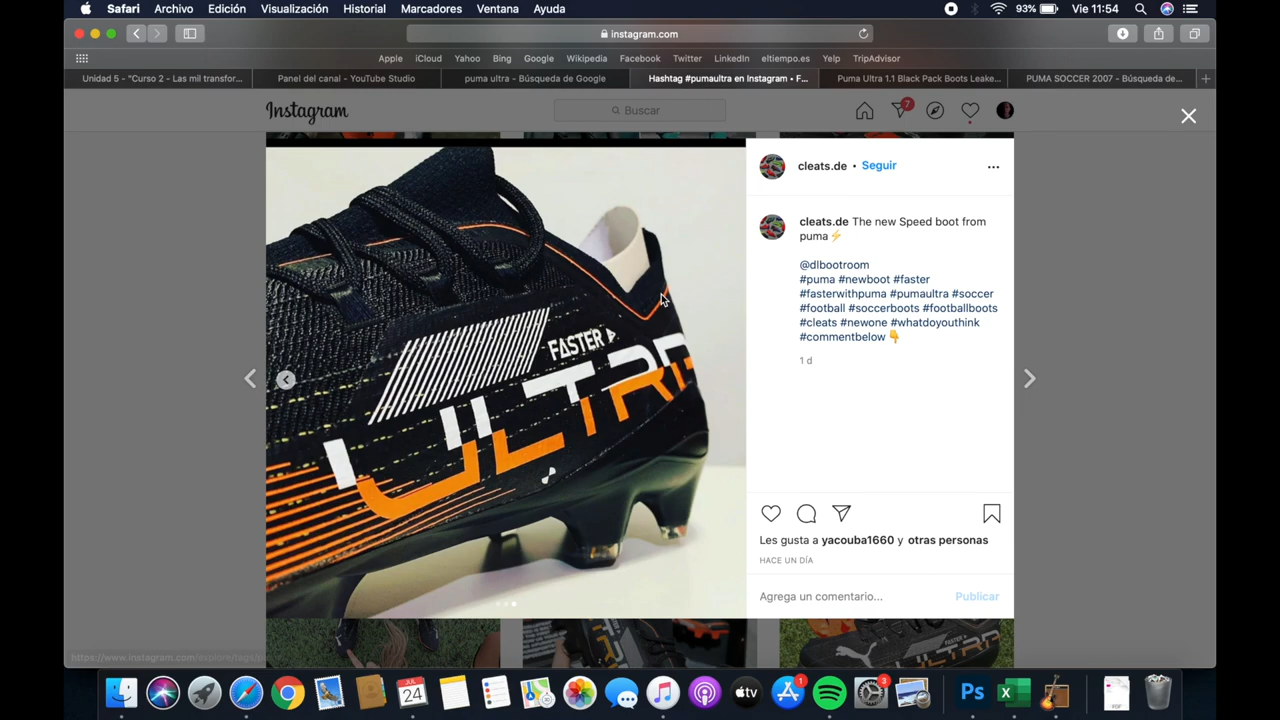 Safari Archivo Edición Visualización Historial Marcadores Ventana Ayuda 93% Vie 11:54
instagram.com
Apple iCloud Yahoo Bing Google Wikipedia Facebook Twitter LinkedIn eltiempo.es Yelp TripAdvisor
Unidad 5 - "Curso 2 - Las mil transfor... Panel del canal - YouTube Studio puma ultra - Búsqueda de Google Hashtag #pumaultra en Instagram • F... Puma Ultra 1.1 Black Pack Boots Leake... PUMA SOCCER 2007 - Búsqueda de...
Instagram Buscar 7
cleats.de • Seguir
cleats.de The new Speed boot from
puma⚡
@dlbootroom
#puma #newboot #faster
#fasterwithpuma #pumaultra #soccer
#football #soccerboots #footballboots
#cleats #newone #whatdoyouthink
#commentbelow👇
1 d
FASTER
ULTRA
Les gusta a yacouba1660 y otras personas
HACE UN DÍA
Agrega un comentario... Publicar
ULTRA
JUL
24
tv
1
3
Ps
X
PDF